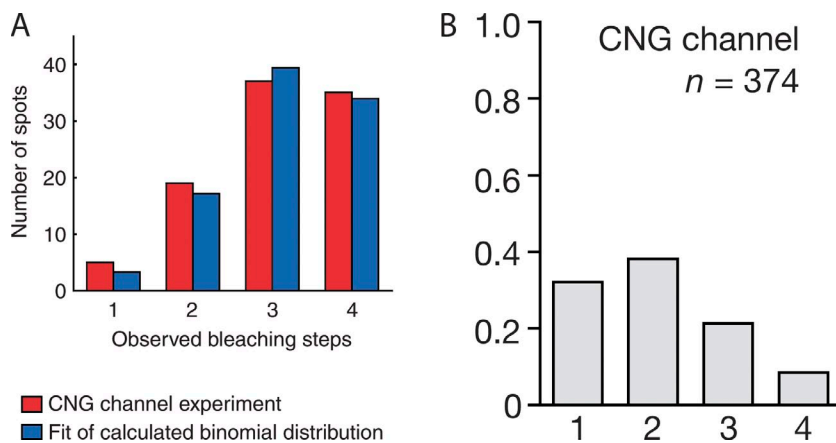 A
Number of spots
40
30
20
10
0
1 2 3 4
Observed bleaching steps
CNG channel experiment
Fit of calculated binomial distribution
B
CNG channel
n = 374
1.0
0.8
0.6
0.4
0.2
0
1 2 3 4